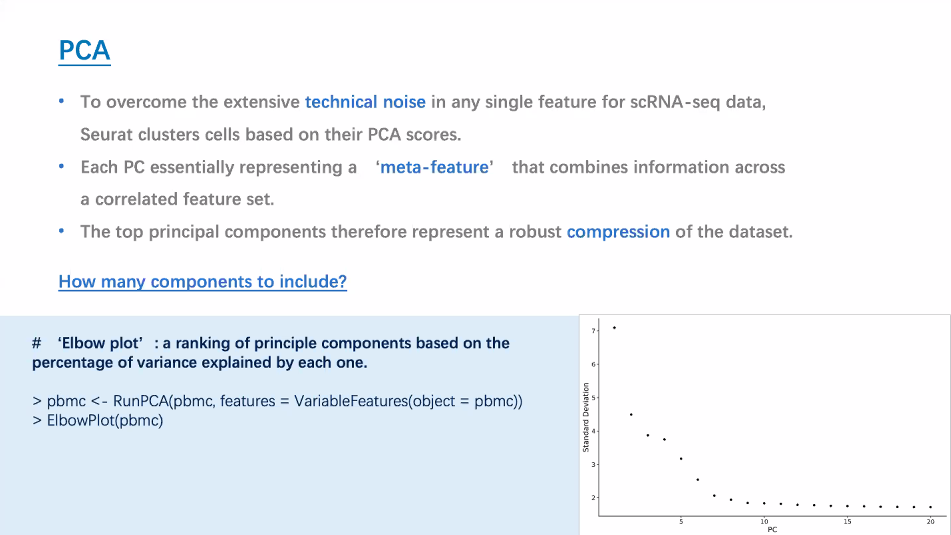 PCA
• To overcome the extensive technical noise in any single feature for scRNA-seq data,
Seurat clusters cells based on their PCA scores.
• Each PC essentially representing a ‘meta-feature’ that combines information across
a correlated feature set.
• The top principal components therefore represent a robust compression of the dataset.
How many components to include?
# ‘Elbow plot’ : a ranking of principle components based on the
percentage of variance explained by each one.
> pbmc <- RunPCA(pbmc, features = VariableFeatures(object = pbmc))
> ElbowPlot(pbmc)
7
6
5
4
3
2
Standard Deviation
5 10 15 20
PC